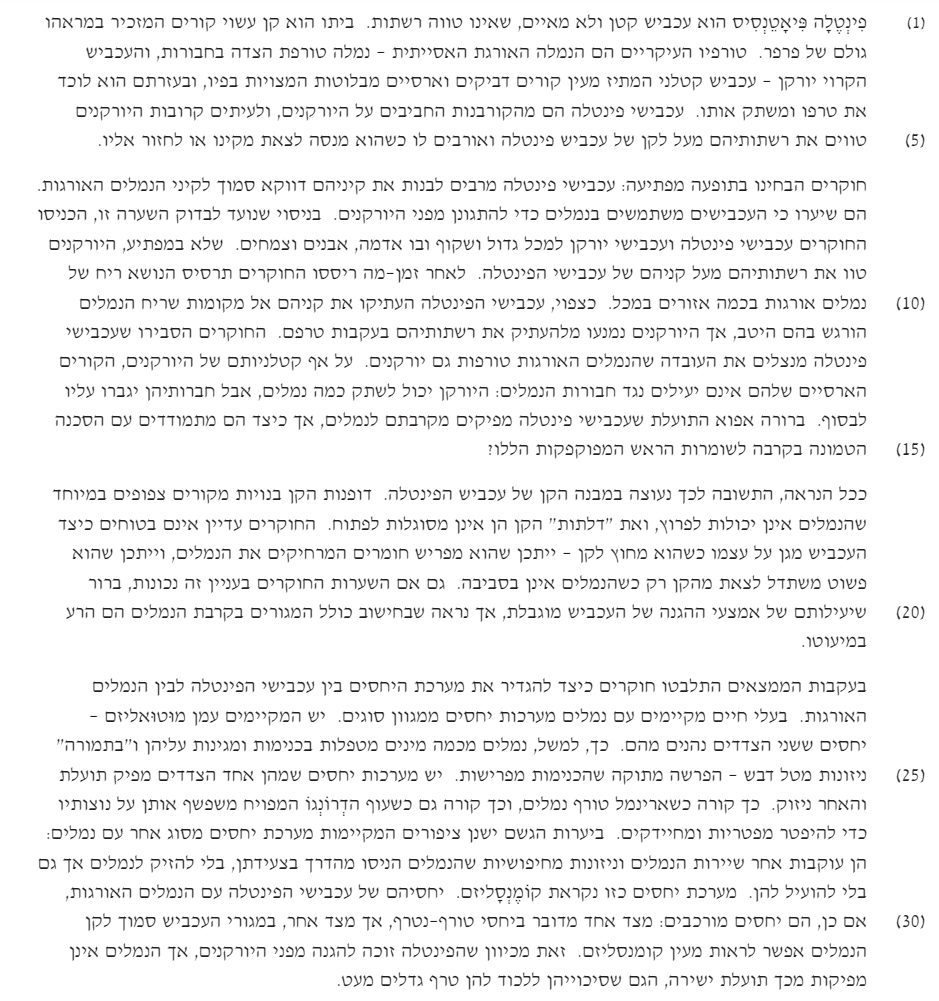 (1) פִינְטֶלָה פִּיאָטֵנְסִיס הוא עכביש קטן ולא מאיים, שאינו טווה רשתות. ביתו הוא קן עשוי קורים המזכיר במראהו
גולם של פרפר. טורפיו העיקריים הם הנמלה האורגת האסייתית – נמלה טורפת הצדה בחבורות, והעכביש
הקרוי יורקן – עכביש קטלני המתיז מעין קורים דביקים וארסיים מבלוטות המצויות בפיו, ובעזרתם הוא לוכד
את טרפו ומשתק אותו. עכבישי פינטלה הם מהקורבנות החביבים על היורקנים, ולעיתים קרובות היורקנים
(5) טווים את רשתותיהם מעל לקן של עכביש פינטלה ואורבים לו כשהוא מנסה לצאת מקינו או לחזור אליו.
חוקרים הבחינו בתופעה מפתיעה: עכבישי פינטלה מרבים לבנות את קיניהם דווקא סמוך לקיני הנמלים האורגות.
הם שיערו כי העכבישים משתמשים בנמלים כדי להתגונן מפני היורקנים. בניסוי שנועד לבדוק השערה זו, הכניסו
החוקרים עכבישי פינטלה ועכבישי יורקן למכל גדול ושקוף ובו אדמה, אבנים וצמחים. שלא במפתיע, היורקנים
טוו את רשתותיהם מעל קניהם של עכבישי הפינטלה. לאחר זמן-מה ריססו החוקרים תרסיס הנושא ריח של
(10) נמלים אורגות בכמה אזורים במכל. כצפוי, עכבישי הפינטלה העתיקו את קניהם אל מקומות שריח הנמלים
הורגש בהם היטב, אך היורקנים נמנעו מלהעתיק את רשתותיהם בעקבות טרפם. החוקרים הסבירו שעכבישי
פינטלה מנצלים את העובדה שהנמלים האורגות טורפות גם יורקנים. על אף קטלניותם של היורקנים, הקורים
הארסיים שלהם אינם יעילים נגד חבורות הנמלים: היורקן יכול לשתק כמה נמלים, אבל חברותיהן יגברו עליו
לבסוף. ברורה אפוא התועלת שעכבישי פינטלה מפיקים מקרבתם לנמלים, אך כיצד הם מתמודדים עם הסכנה
(15) הטמונה בקרבה לשומרות הראש המפוקפקות הללו?
ככל הנראה, התשובה לכך נעוצה במבנה הקן של עכביש הפינטלה. דופנות הקן בנויות מקורים צפופים במיוחד
שהנמלים אינן יכולות לפרוץ, ואת "דלתות" הקן הן אינן מסוגלות לפתוח. החוקרים עדיין אינם בטוחים כיצד
העכביש מגן על עצמו כשהוא מחוץ לקן – ייתכן שהוא מפריש חומרים המרחיקים את הנמלים, וייתכן שהוא
פשוט משתדל לצאת מהקן רק כשהנמלים אינן בסביבה. גם אם השערות החוקרים בעניין זה נכונות, ברור
(20) שיעילותם של אמצעי ההגנה של העכביש מוגבלת, אך נראה שבחישוב כולל המגורים בקרבת הנמלים הם הרע
במיעוטו.
בעקבות הממצאים התלבטו חוקרים כיצד להגדיר את מערכת היחסים בין עכבישי הפינטלה לבין הנמלים
האורגות. בעלי חיים מקיימים עם נמלים מערכות יחסים ממגוון סוגים. יש המקיימים עמן מוּטוּאליזם –
יחסים ששני הצדדים נהנים מהם. כך, למשל, נמלים מכמה מינים מטפלות בכנימות ומגינות עליהן ו"בתמורה"
(25) ניזונות מטל דבש – הפרשה מתוקה שהכנימות מפרישות. יש מערכות יחסים שמהן אחד הצדדים מפיק תועלת
והאחר ניזוק. כך קורה כשארינמל טורף נמלים, וכך קורה גם כשעוף הדְרוֹנְגוֹ המפויח משפשף אותן על נוצותיו
כדי להיפטר מפטריות ומחיידקים. ביערות הגשם ישנן ציפורים המקיימות מערכת יחסים מסוג אחר עם נמלים:
הן עוקבות אחר שיירות הנמלים וניזונות מחיפושיות שהנמלים הניסו מהדרך בצעידתן, בלי להזיק לנמלים אך גם
בלי להועיל להן. מערכת יחסים כזו נקראת קוֹמֶנְסָליזם. יחסיהם של עכבישי הפינטלה עם הנמלים האורגות,
(30) אם כן, הם יחסים מורכבים: מצד אחד מדובר ביחסי טורף-נטרף, אך מצד אחר, במגורי העכביש סמוך לקן
הנמלים אפשר לראות מעין קומנסליזם. זאת מכיוון שהפינטלה זוכה להגנה מפני היורקנים, אך הנמלים אינן
מפיקות מכך תועלת ישירה, הגם שסיכוייהן ללכוד להן טרף גדלים מעט.